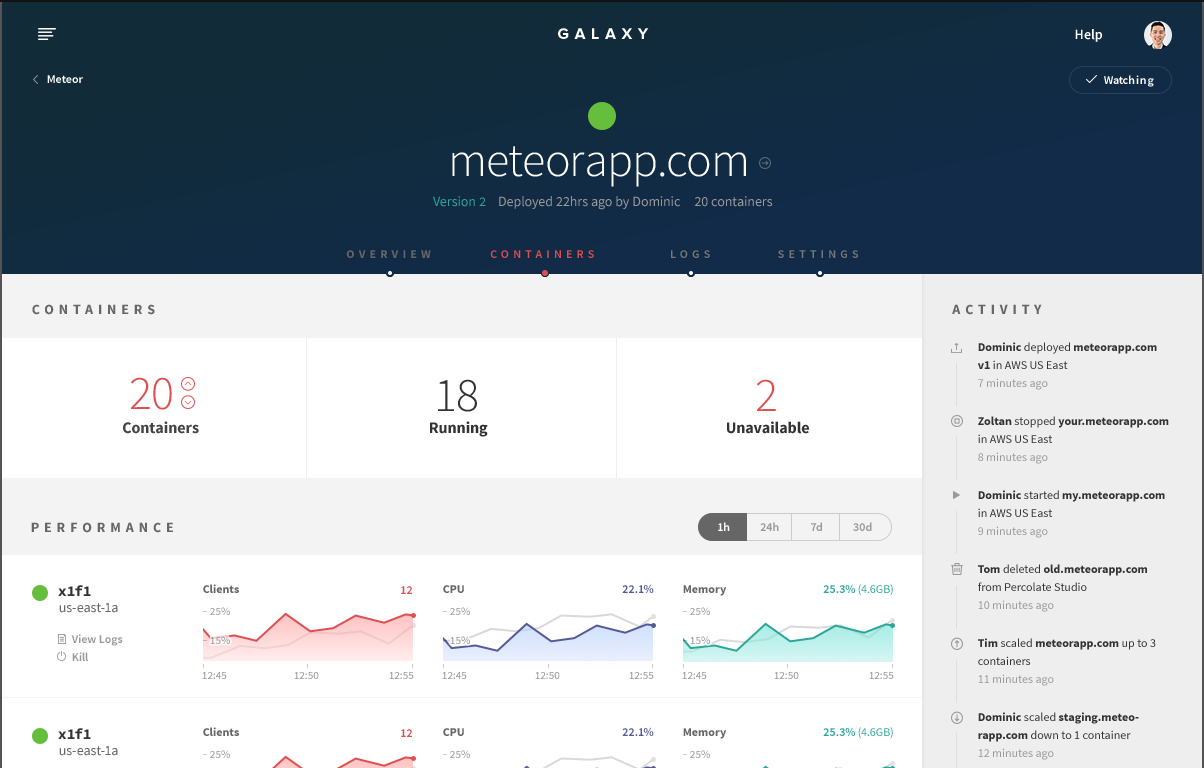 GALAXY
Help
Meteor
Watching
meteorapp.com
Version 2 Deployed 22hrs ago by Dominic 20 containers
OVERVIEW CONTAINERS LOGS SETTINGS
CONTAINERS
20
Containers
18
Running
2
Unavailable
PERFORMANCE
1h 24h 7d 30d
x1f1
us-east-1a
View Logs
Kill
Clients 12
25%
15%
12:45 12:50 12:55
CPU 22.1%
25%
15%
12:45 12:50 12:55
Memory 25.3% (4.6GB)
25%
15%
12:45 12:50 12:55
x1f1
us-east-1a
Clients 12
25%
CPU 22.1%
25%
Memory 25.3% (4.6GB)
25%
ACTIVITY
Dominic deployed meteorapp.com
v1 in AWS US East
7 minutes ago
Zoltan stopped your.meteorapp.com
in AWS US East
8 minutes ago
Dominic started my.meteorapp.com
in AWS US East
9 minutes ago
Tom deleted old.meteorapp.com
from Percolate Studio
10 minutes ago
Tim scaled meteorapp.com up to 3
containers
11 minutes ago
Dominic scaled staging.meteo-
rapp.com down to 1 container
12 minutes ago